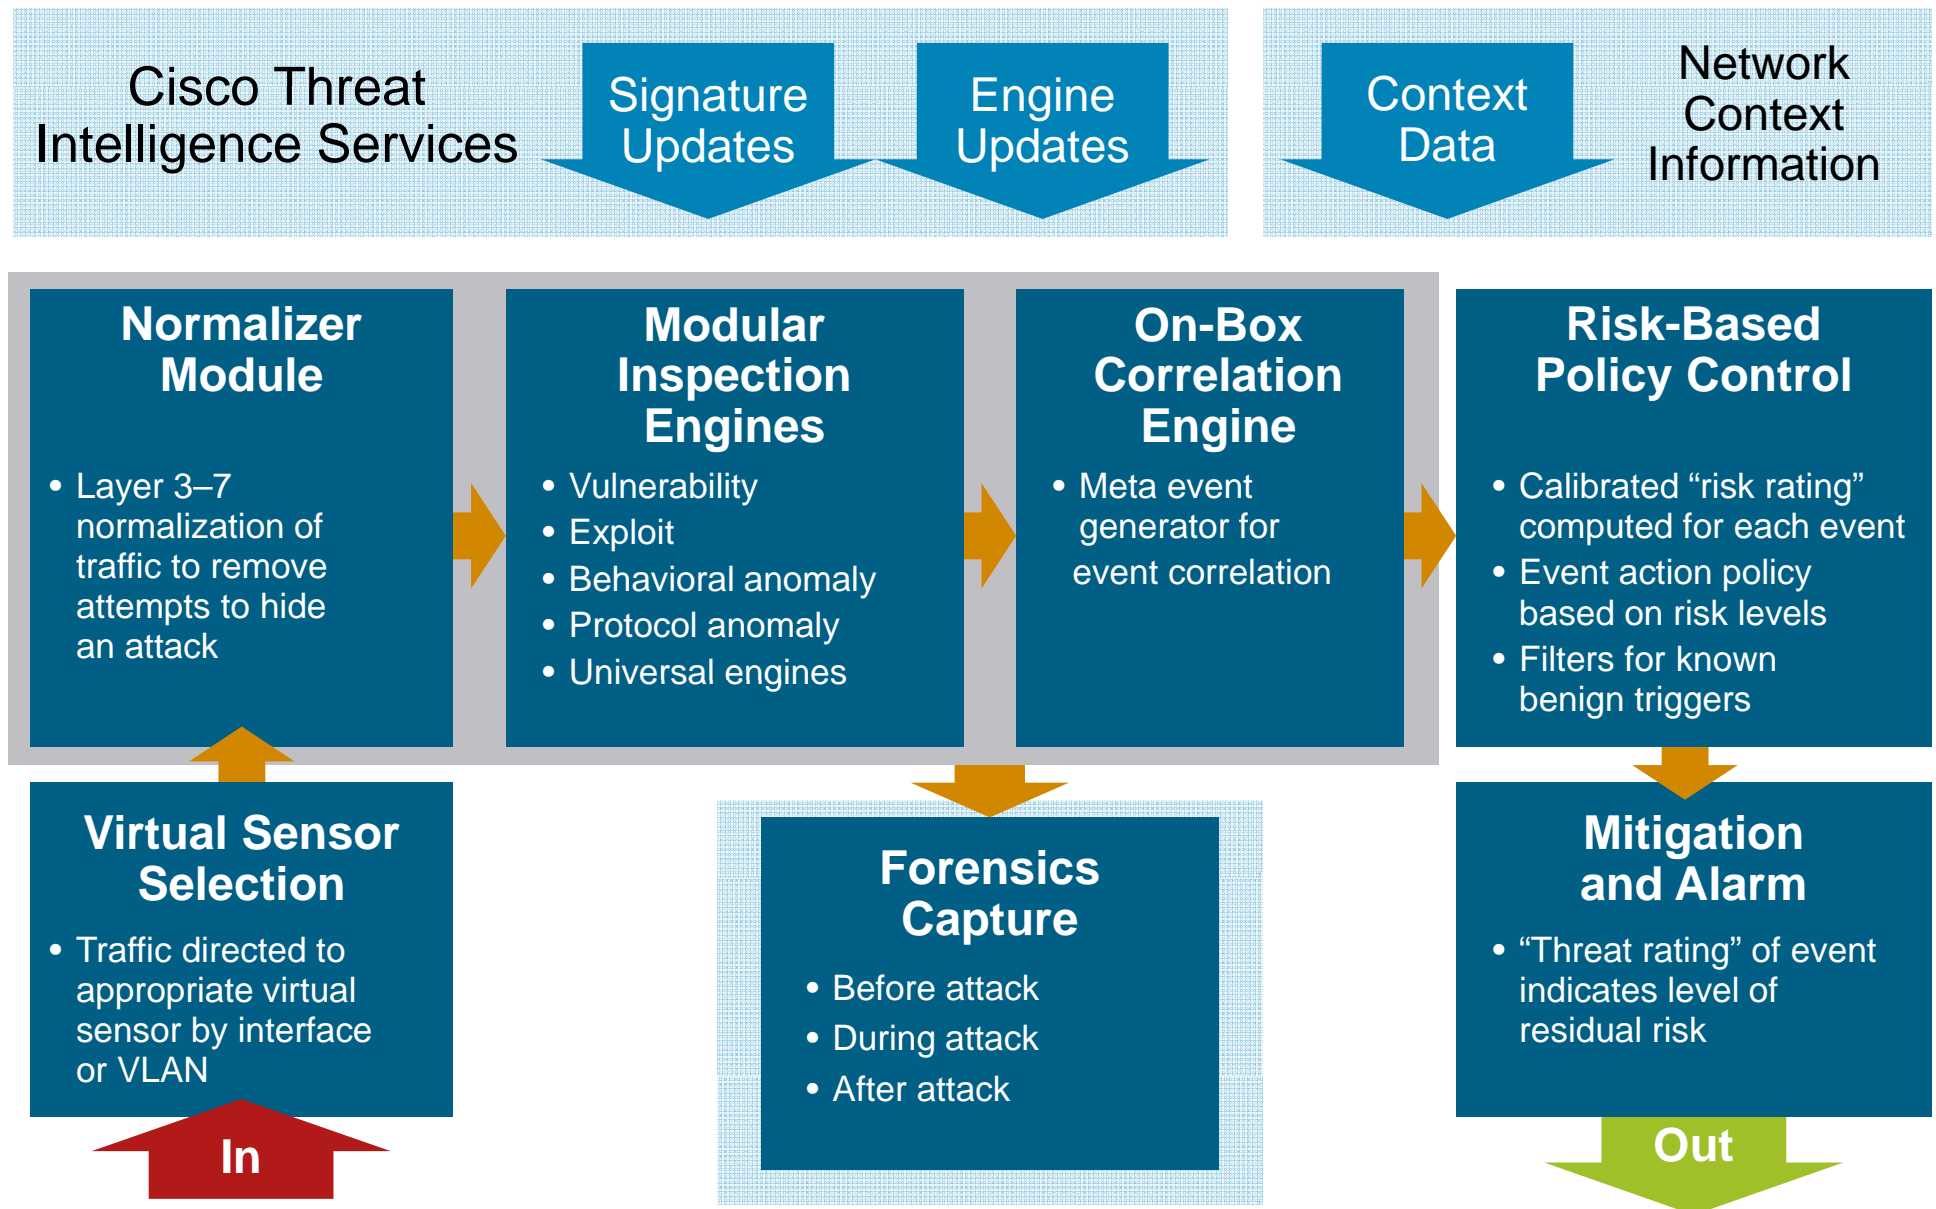 Cisco Threat
Intelligence Services
Signature
Updates
Engine
Updates
Context
Data
Network
Context
Information
Normalizer
Module
• Layer 3–7
normalization of
traffic to remove
attempts to hide
an attack
Modular
Inspection
Engines
• Vulnerability
• Exploit
• Behavioral anomaly
• Protocol anomaly
• Universal engines
On-Box
Correlation
Engine
• Meta event
generator for
event correlation
Risk-Based
Policy Control
• Calibrated “risk rating”
computed for each event
• Event action policy
based on risk levels
• Filters for known
benign triggers
Virtual Sensor
Selection
• Traffic directed to
appropriate virtual
sensor by interface
or VLAN
In
Forensics
Capture
• Before attack
• During attack
• After attack
Mitigation
and Alarm
• “Threat rating” of event
indicates level of
residual risk
Out